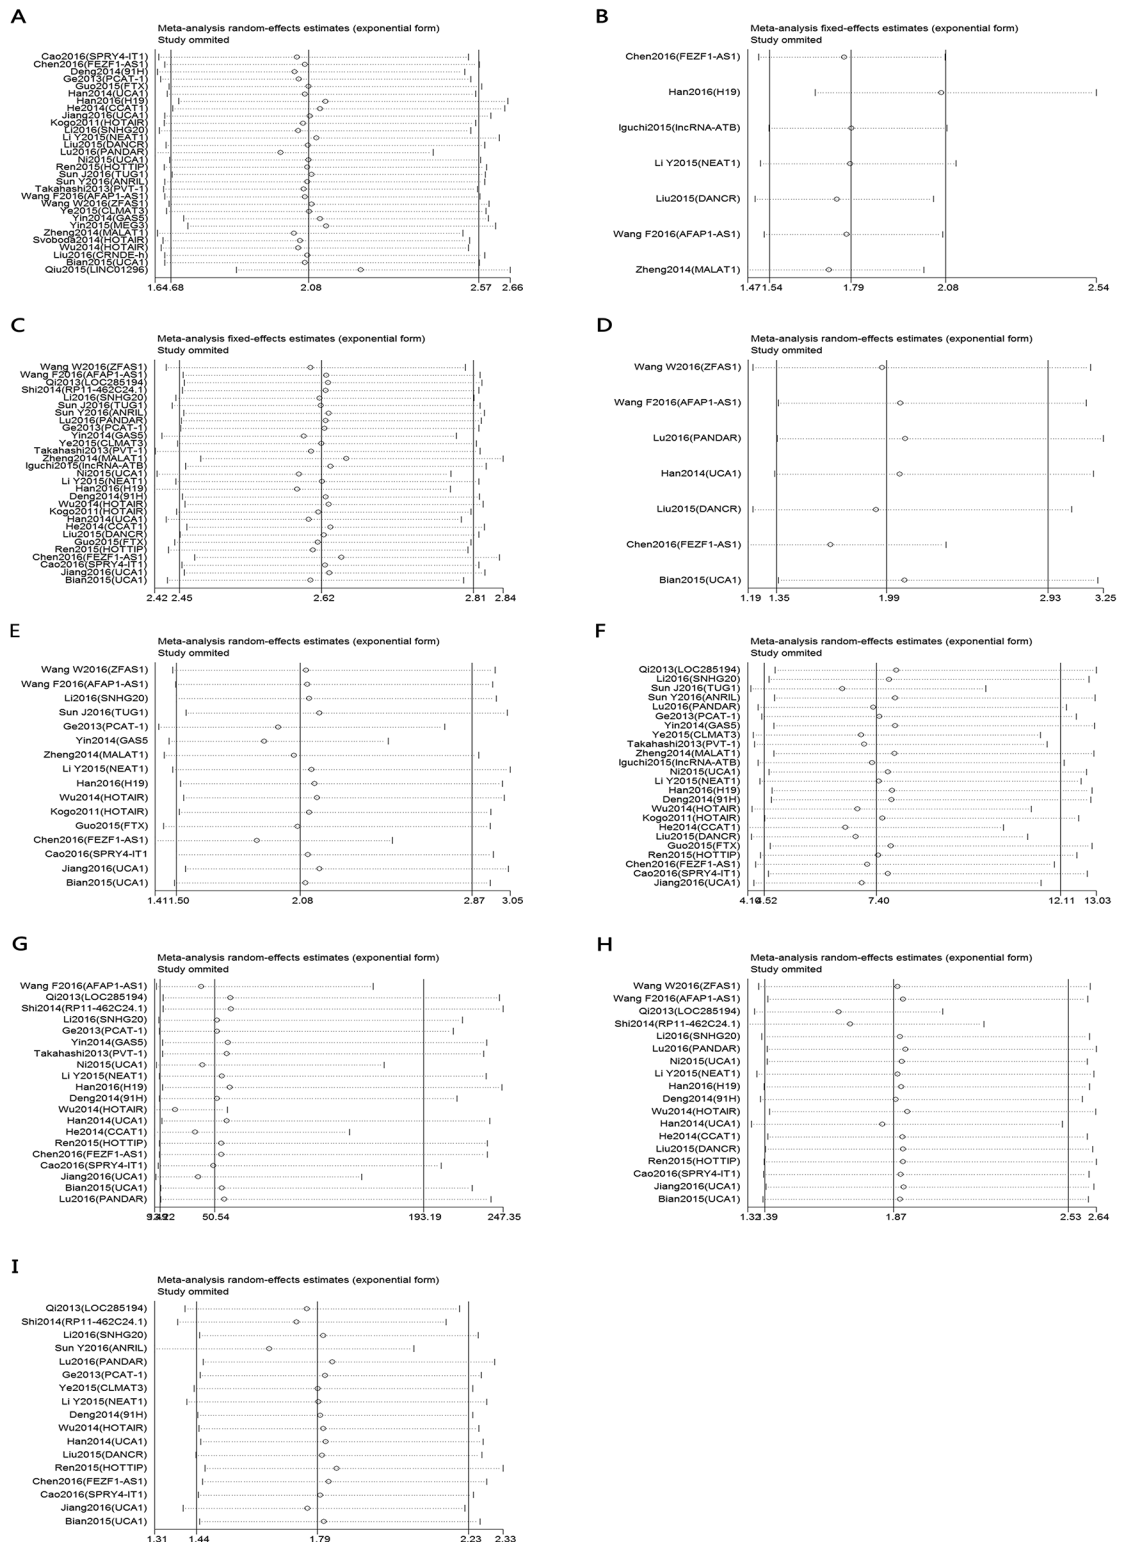 A
Meta-analysis random-effects estimates (exponential form)
Study ommited
Cao2016(SPRY4-IT1)
Chen2016(FEZF1-AS1)
Deng2014(91H)
Ge2013(PCAT-1)
Guo2015(FTX)
Han2014(UCA1)
Han2016(H19)
He2014(CCAT1)
Jiang2016(UCA1)
Kogo2011(HOTAIR)
Li2016(SNHG20)
Li Y2015(NEAT1)
Liu2015(DANCR)
Lu2016(PANDAR)
Ni2015(UCA1)
Ren2015(HOTTIP)
Sun J2016(TUG1)
Sun Y2016(ANRIL)
Takahashi2013(PVT-1)
Wang F2016(AFAP1-AS1)
Wang W2016(ZFAS1)
Ye2015(CLMAT3)
Yin2014(GAS5)
Yin2015(MEG3)
Zheng2014(MALAT1)
Svoboda2014(HOTAIR)
Wu2014(HOTAIR)
Liu2016(CRNDE-h)
Bian2015(UCA1)
Qiu2015(LINC01296)
1.64 1.68 2.08 2.57 2.66
B
Meta-analysis fixed-effects estimates (exponential form)
Study ommited
Chen2016(FEZF1-AS1)
Han2016(H19)
Iguchi2015(lncRNA-ATB)
Li Y2015(NEAT1)
Liu2015(DANCR)
Wang F2016(AFAP1-AS1)
Zheng2014(MALAT1)
1.47 1.54 1.79 2.08 2.54
C
Meta-analysis fixed-effects estimates (exponential form)
Study ommited
Wang W2016(ZFAS1)
Wang F2016(AFAP1-AS1)
Qi2013(LOC285194)
Shi2014(RP11-462C24.1)
Li2016(SNHG20)
Sun J2016(TUG1)
Sun Y2016(ANRIL)
Lu2016(PANDAR)
Ge2013(PCAT-1)
Yin2014(GAS5)
Ye2015(CLMAT3)
Takahashi2013(PVT-1)
Zheng2014(MALAT1)
Iguchi2015(lncRNA-ATB)
Ni2015(UCA1)
Li Y2015(NEAT1)
Han2016(H19)
Deng2014(91H)
Wu2014(HOTAIR)
Kogo2011(HOTAIR)
Han2014(UCA1)
He2014(CCAT1)
Liu2015(DANCR)
Guo2015(FTX)
Ren2015(HOTTIP)
Chen2016(FEZF1-AS1)
Cao2016(SPRY4-IT1)
Jiang2016(UCA1)
Bian2015(UCA1)
2.42 2.45 2.62 2.81 2.84
D
Meta-analysis random-effects estimates (exponential form)
Study ommited
Wang W2016(ZFAS1)
Wang F2016(AFAP1-AS1)
Lu2016(PANDAR)
Han2014(UCA1)
Liu2015(DANCR)
Chen2016(FEZF1-AS1)
Bian2015(UCA1)
1.19 1.35 1.99 2.93 3.25
E
Meta-analysis random-effects estimates (exponential form)
Study ommited
Wang W2016(ZFAS1)
Wang F2016(AFAP1-AS1)
Li2016(SNHG20)
Sun J2016(TUG1)
Ge2013(PCAT-1)
Yin2014(GAS5
Zheng2014(MALAT1)
Li Y2015(NEAT1)
Han2016(H19)
Wu2014(HOTAIR)
Kogo2011(HOTAIR)
Guo2015(FTX)
Chen2016(FEZF1-AS1)
Cao2016(SPRY4-IT1
Jiang2016(UCA1)
Bian2015(UCA1)
1.41 1.50 2.08 2.87 3.05
F
Meta-analysis random-effects estimates (exponential form)
Study ommited
Qi2013(LOC285194)
Li2016(SNHG20)
Sun J2016(TUG1)
Sun Y2016(ANRIL)
Lu2016(PANDAR)
Ge2013(PCAT-1)
Yin2014(GAS5)
Ye2015(CLMAT3)
Takahashi2013(PVT-1)
Zheng2014(MALAT1)
Iguchi2015(lncRNA-ATB)
Ni2015(UCA1)
Li Y2015(NEAT1)
Han2016(H19)
Deng2014(91H)
Wu2014(HOTAIR)
Kogo2011(HOTAIR)
He2014(CCAT1)
Liu2015(DANCR)
Guo2015(FTX)
Ren2015(HOTTIP)
Chen2016(FEZF1-AS1)
Cao2016(SPRY4-IT1)
Jiang2016(UCA1)
4.52 7.40 12.11 13.03
G
Meta-analysis random-effects estimates (exponential form)
Study ommited
Wang F2016(AFAP1-AS1)
Qi2013(LOC285194)
Shi2014(RP11-462C24.1)
Li2016(SNHG20)
Ge2013(PCAT-1)
Yin2014(GAS5)
Takahashi2013(PVT-1)
Ni2015(UCA1)
Li Y2015(NEAT1)
Han2016(H19)
Deng2014(91H)
Wu2014(HOTAIR)
Han2014(UCA1)
He2014(CCAT1)
Ren2015(HOTTIP)
Chen2016(FEZF1-AS1)
Cao2016(SPRY4-IT1)
Jiang2016(UCA1)
Bian2015(UCA1)
Lu2016(PANDAR)
50.54 193.19 247.35
H
Meta-analysis random-effects estimates (exponential form)
Study ommited
Wang W2016(ZFAS1)
Wang F2016(AFAP1-AS1)
Qi2013(LOC285194)
Shi2014(RP11-462C24.1)
Li2016(SNHG20)
Lu2016(PANDAR)
Ni2015(UCA1)
Li Y2015(NEAT1)
Han2016(H19)
Deng2014(91H)
Wu2014(HOTAIR)
Han2014(UCA1)
He2014(CCAT1)
Liu2015(DANCR)
Ren2015(HOTTIP)
Cao2016(SPRY4-IT1)
Jiang2016(UCA1)
Bian2015(UCA1)
1.39 1.87 2.53 2.64
I
Meta-analysis random-effects estimates (exponential form)
Study ommited
Qi2013(LOC285194)
Shi2014(RP11-462C24.1)
Li2016(SNHG20)
Sun Y2016(ANRIL)
Lu2016(PANDAR)
Ge2013(PCAT-1)
Ye2015(CLMAT3)
Li Y2015(NEAT1)
Deng2014(91H)
Wu2014(HOTAIR)
Han2014(UCA1)
Liu2015(DANCR)
Ren2015(HOTTIP)
Chen2016(FEZF1-AS1)
Cao2016(SPRY4-IT1)
Jiang2016(UCA1)
Bian2015(UCA1)
1.31 1.44 1.79 2.23 2.33